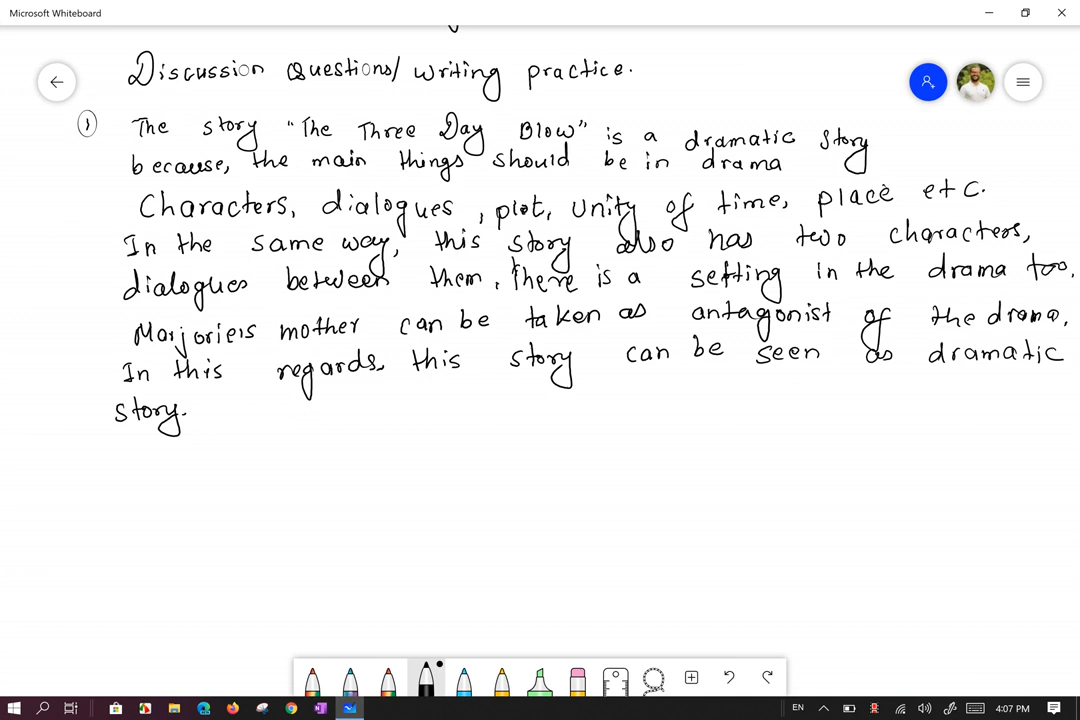 Microsoft Whiteboard
Discussion Questions/ writing practice.
1 The story "The Three Day Blow" is a dramatic story
because, the main things should be in drama
Characters, dialogues, plot, unity of time, place etc.
In the same way, this story also has two characters,
dialogues between them. There is a setting in the drama too.
Marjorie's mother can be taken as antagonist of the drama.
In this regards, this story can be seen as dramatic
story.
EN
4:07 PM